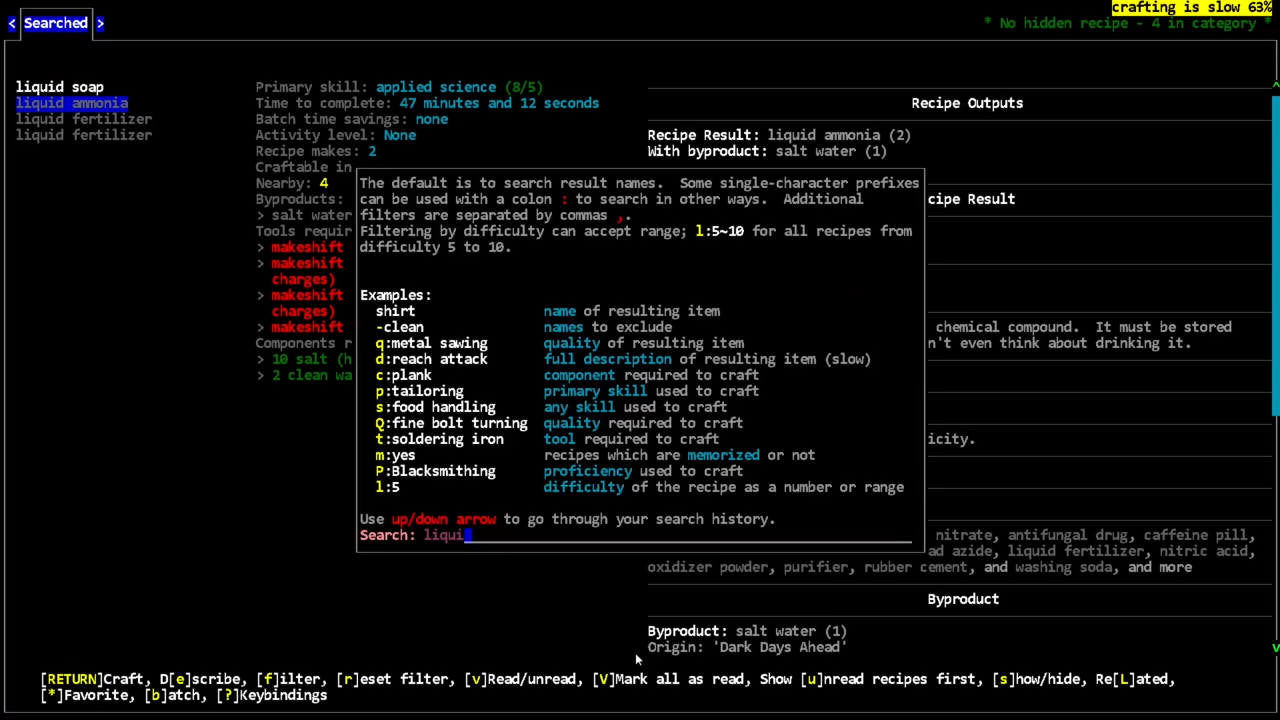 crafting is slow 63%
< Searched >
* No hidden recipe - 4 in category *
liquid soap
liquid ammonia
liquid fertilizer
liquid fertilizer
Primary skill: applied science (8/5)
Time to complete: 47 minutes and 12 seconds
Batch time savings: none
Activity level: None
Recipe makes: 2
Craftable in
Nearby: 4
Byproducts:
> salt water
Tools requir
> makeshift
> makeshift
charges)
> makeshift
charges)
> makeshift
Components r
> 10 salt (h
> 2 clean wa
The default is to search result names.  Some single-character prefixes
can be used with a colon : to search in other ways.  Additional
filters are separated by commas ,.
Filtering by difficulty can accept range; l:5~10 for all recipes from
difficulty 5 to 10.
Examples:
shirt name of resulting item
-clean names to exclude
q:metal sawing quality of resulting item
d:reach attack full description of resulting item (slow)
c:plank component required to craft
p:tailoring primary skill used to craft
s:food handling any skill used to craft
Q:fine bolt turning quality required to craft
t:soldering iron tool required to craft
m:yes recipes which are memorized or not
P:Blacksmithing proficiency used to craft
l:5 difficulty of the recipe as a number or range
Use up/down arrow to go through your search history.
Search: liqui
Recipe Outputs
Recipe Result: liquid ammonia (2)
With byproduct: salt water (1)
cipe Result
chemical compound.  It must be stored
n't even think about drinking it.
icity.
nitrate, antifungal drug, caffeine pill,
ad azide, liquid fertilizer, nitric acid,
oxidizer powder, purifier, rubber cement, and washing soda, and more
Byproduct
Byproduct: salt water (1)
Origin: 'Dark Days Ahead'
[RETURN]Craft, D[e]scribe, [f]ilter, [r]eset filter, [v]Read/unread, [V]Mark all as read, Show [u]nread recipes first, [s]how/hide, Re[L]ated,
[*]Favorite, [b]atch, [?]Keybindings